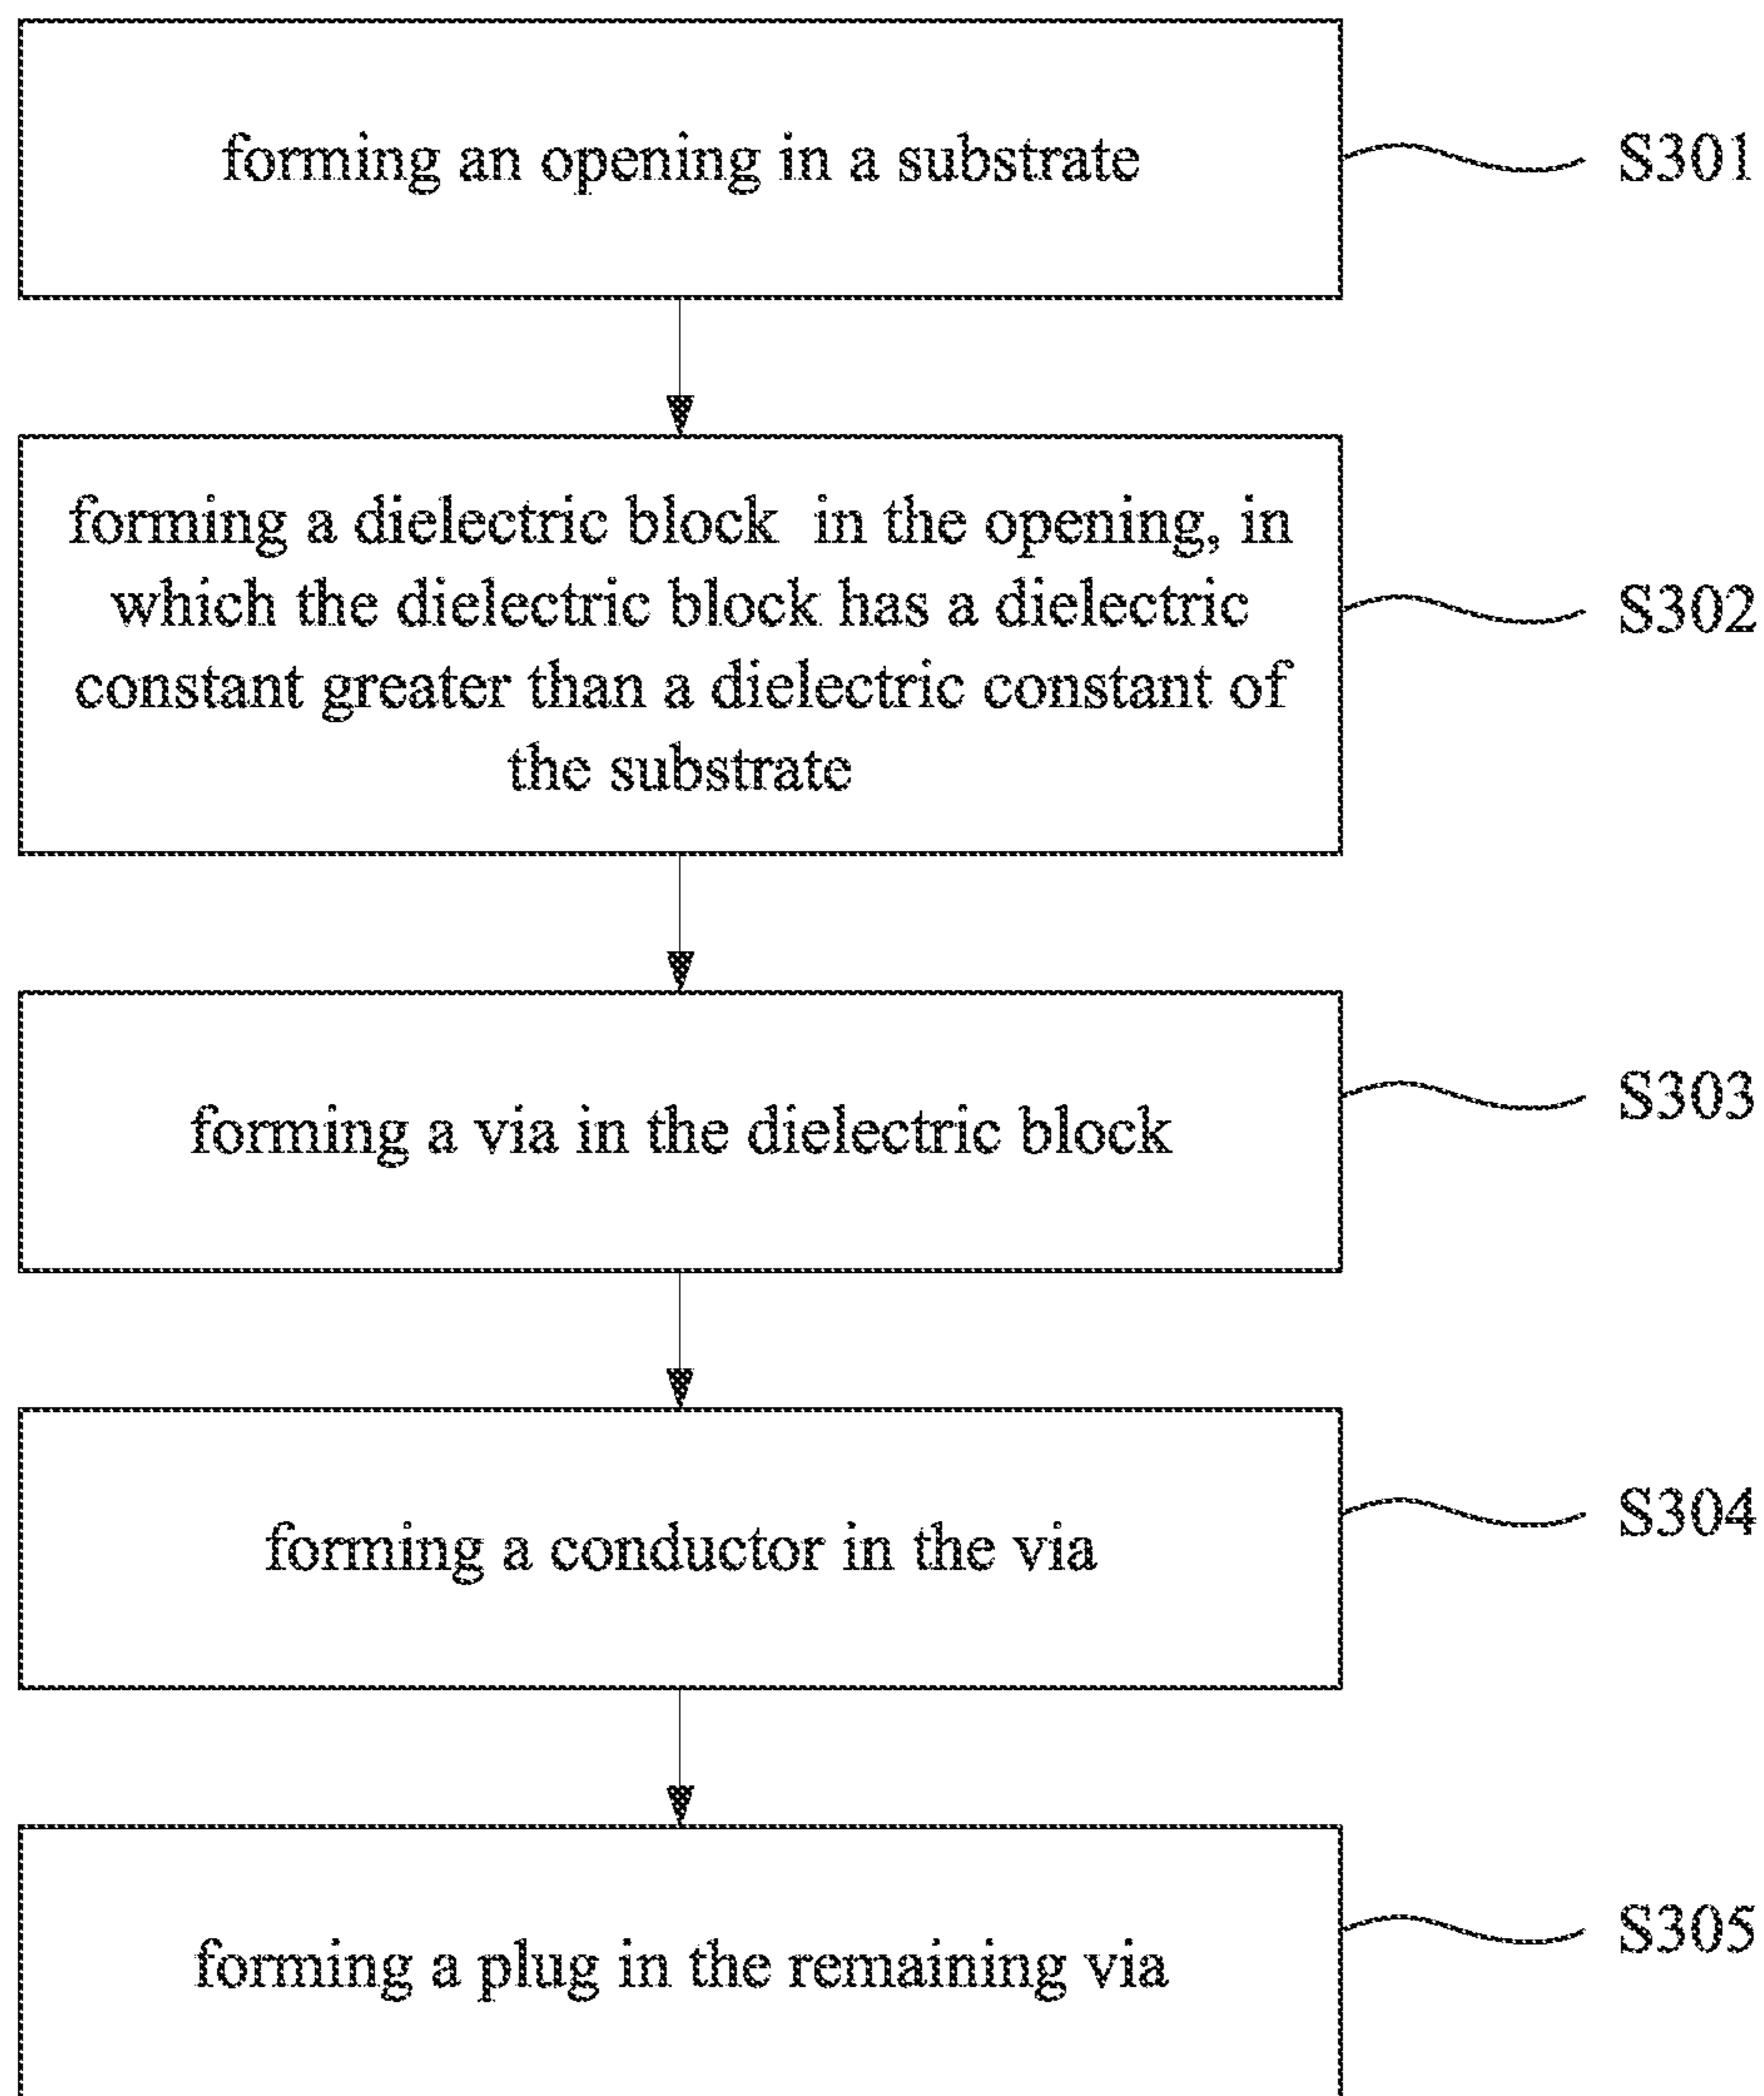 forming an opening in a substrate
S301
forming a dielectric block in the opening, in
which the dielectric block has a dielectric
constant greater than a dielectric constant of
the substrate
S302
forming a via in the dielectric block
S303
forming a conductor in the via
S304
forming a plug in the remaining via
S305